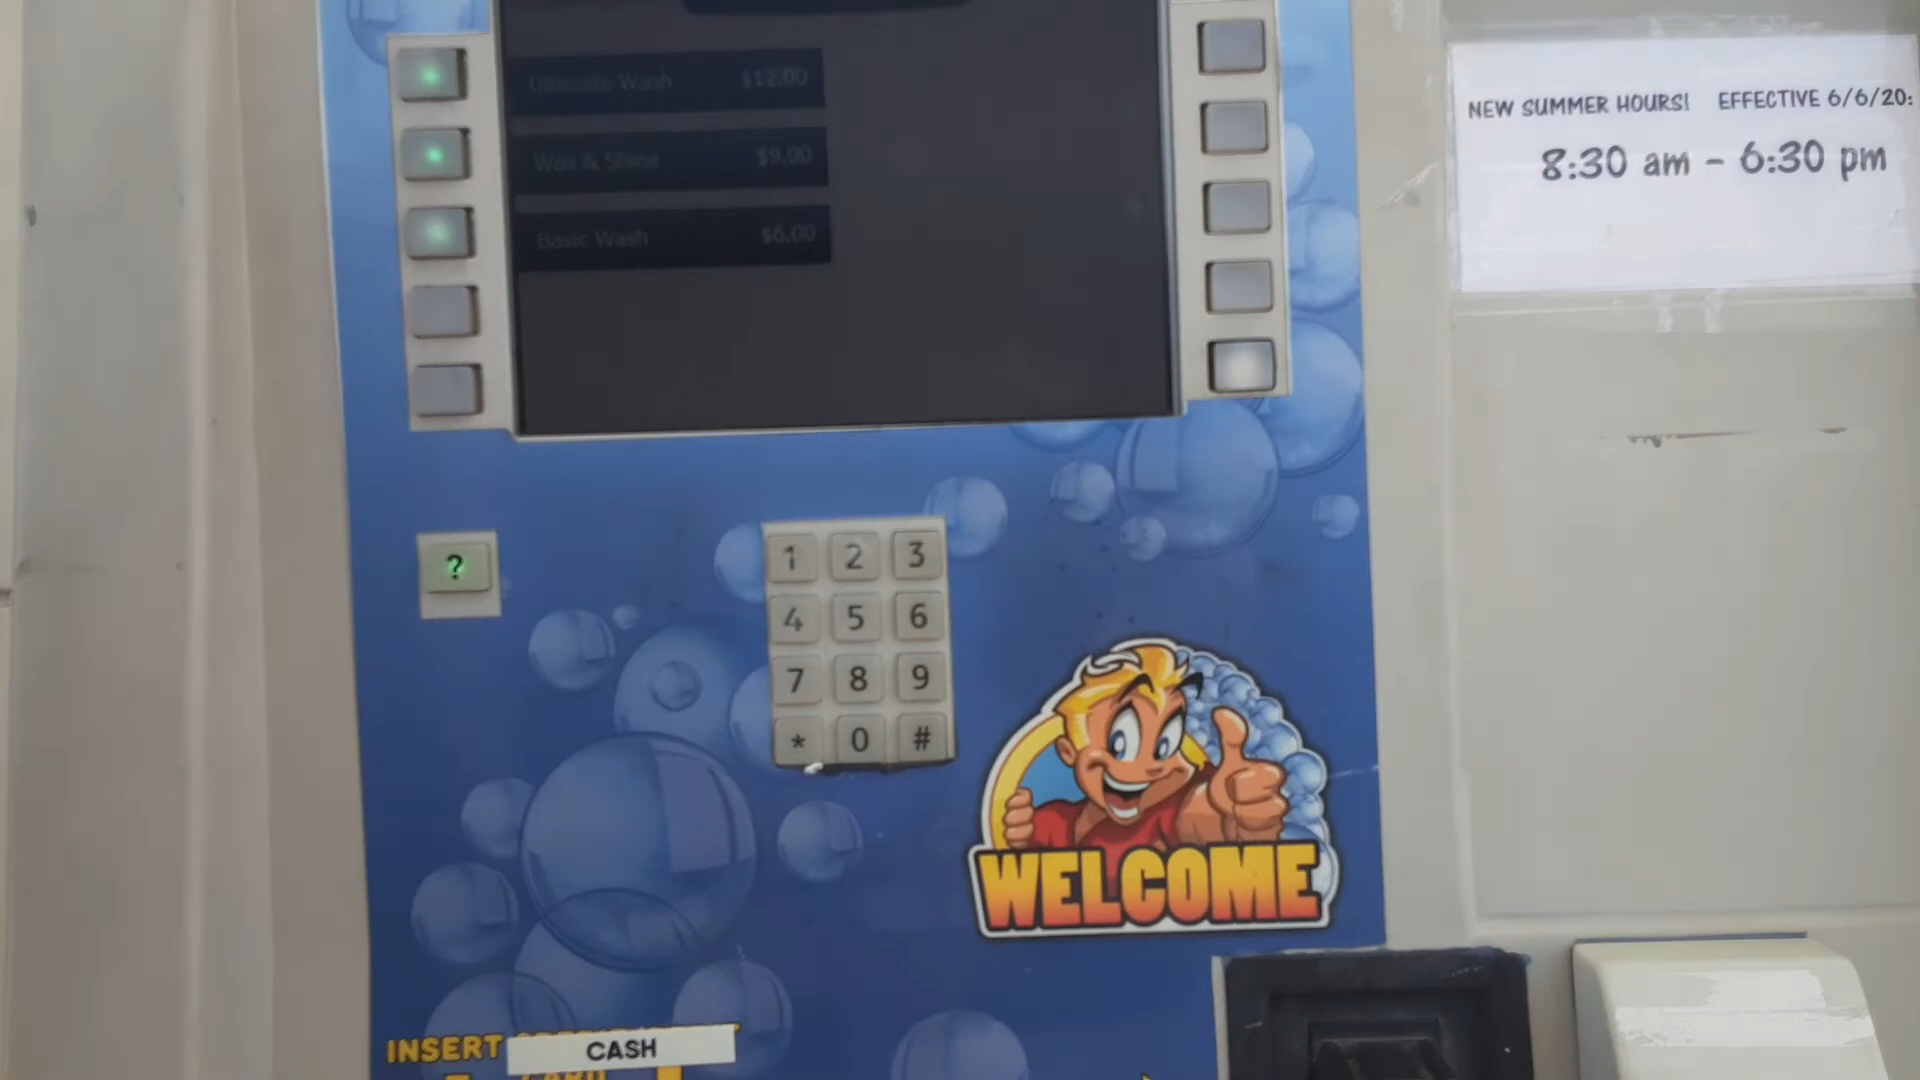 Ultimate Wash $12.00
Wax & Shine $9.00
Basic Wash $6.00
NEW SUMMER HOURS! EFFECTIVE 6/6/20:
8:30 am - 6:30 pm
?
1 2 3
4 5 6
7 8 9
* 0 #
WELCOME
INSERT CASH